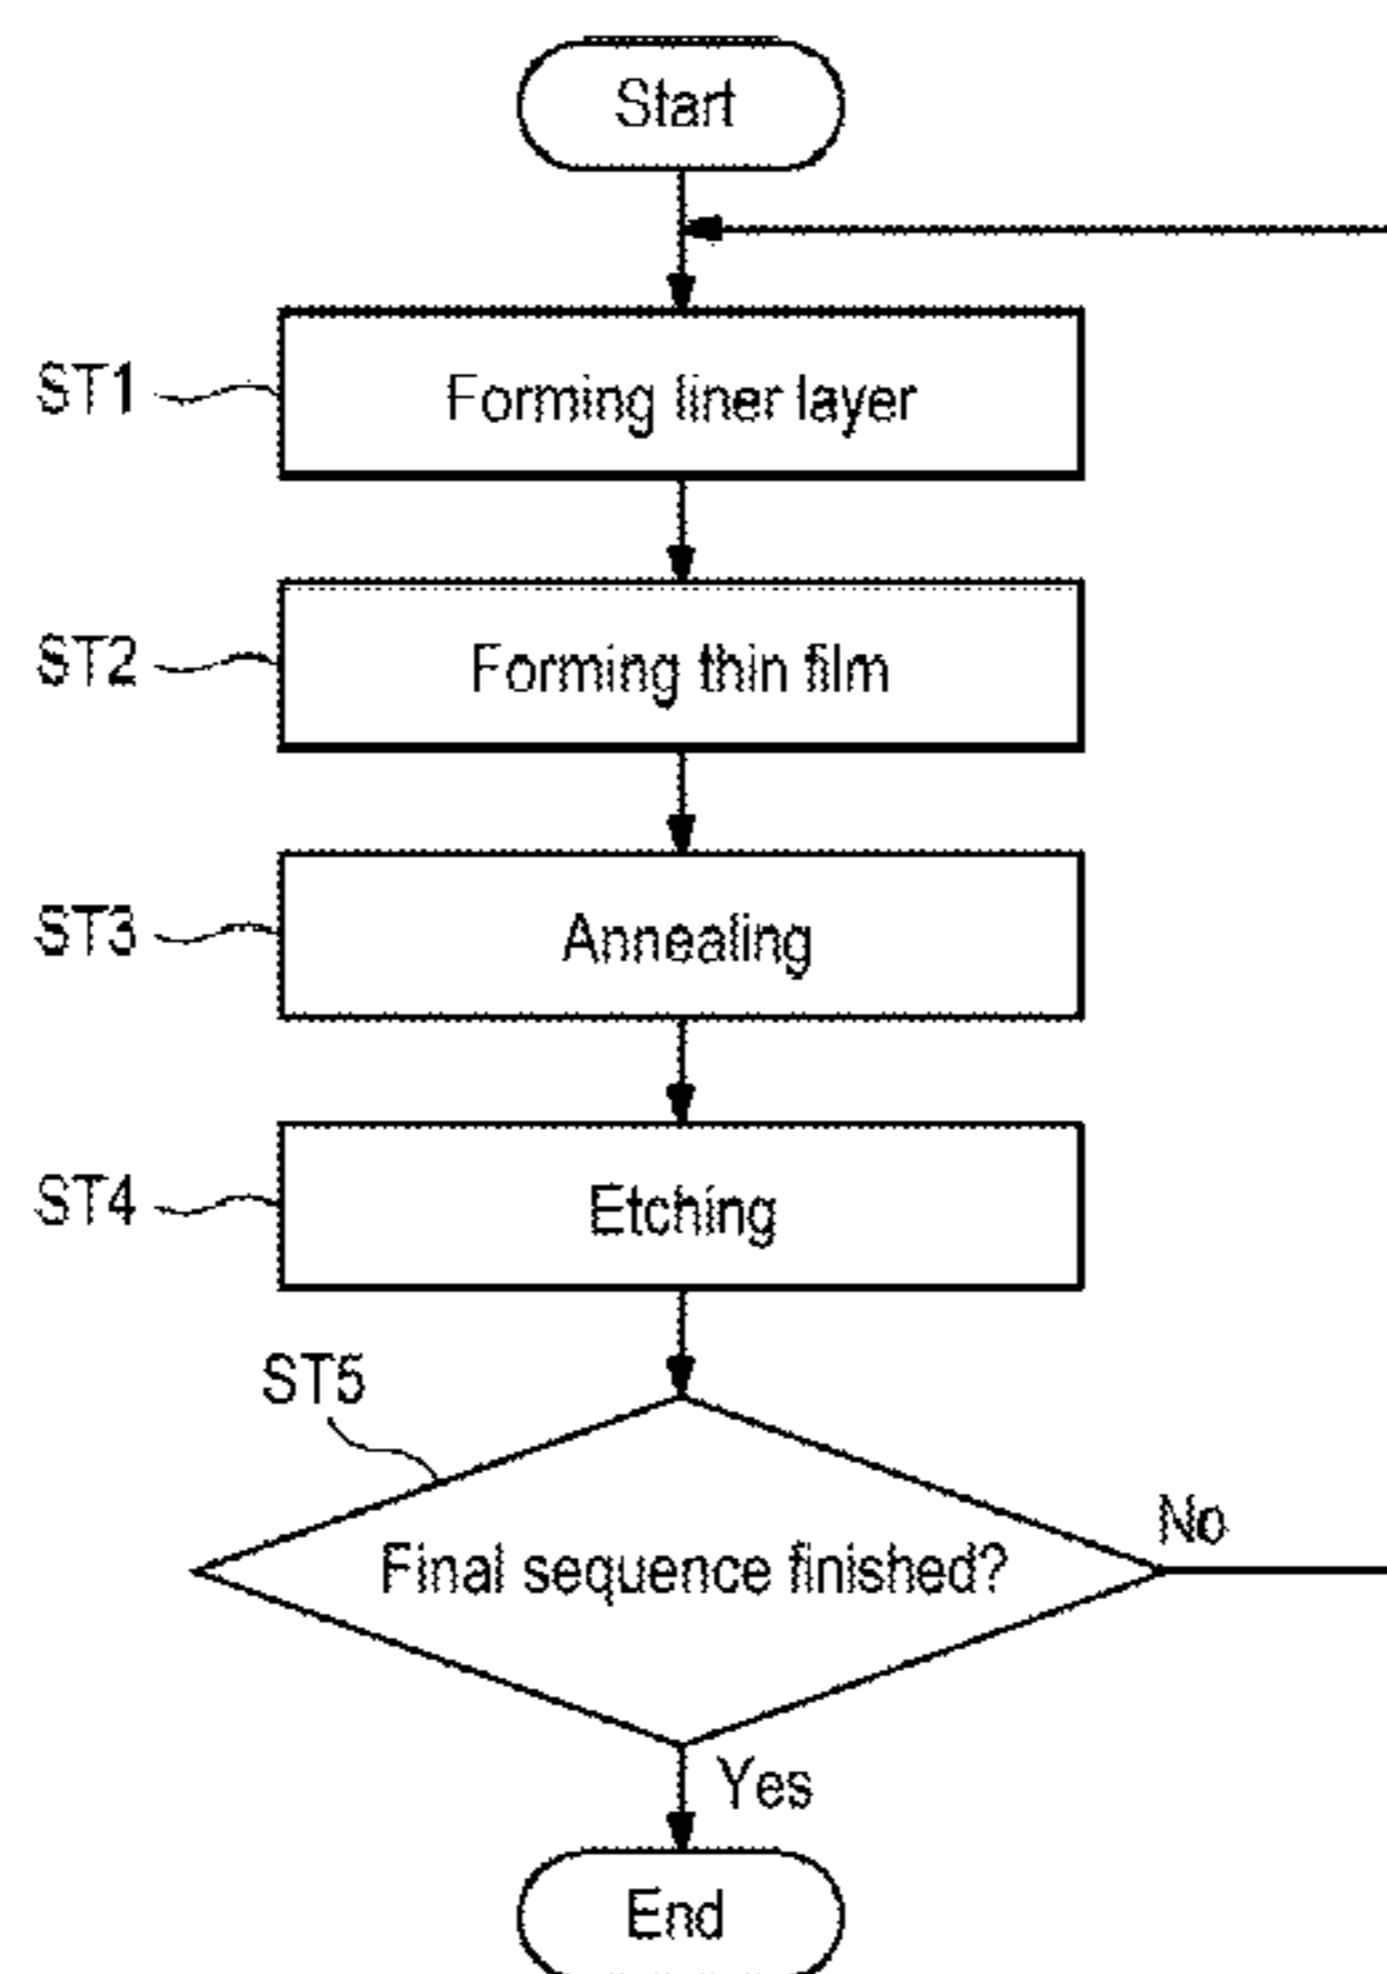 Start
ST1
Forming liner layer
ST2
Forming thin film
ST3
Annealing
ST4
Etching
ST5
Final sequence finished?
No
Yes
End